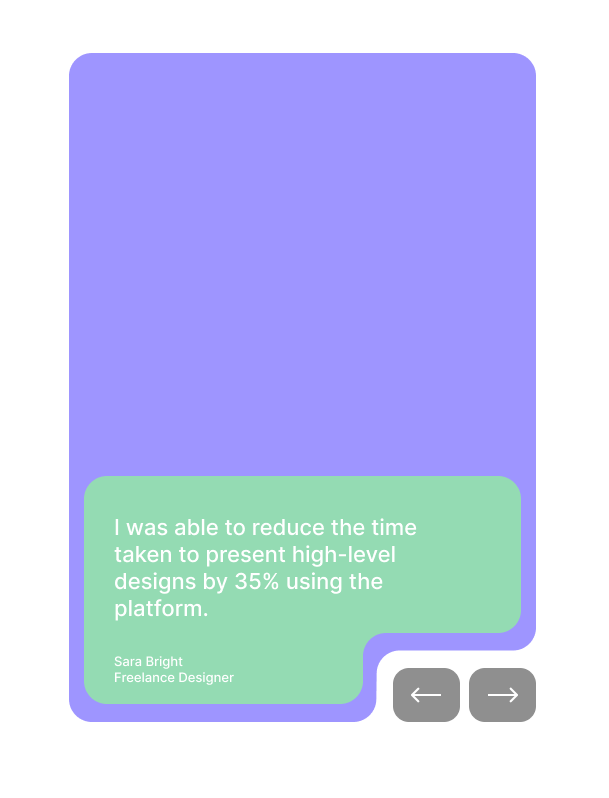 I was able to reduce the time
taken to present high-level
designs by 35% using the
platform.
Sara Bright
Freelance Designer